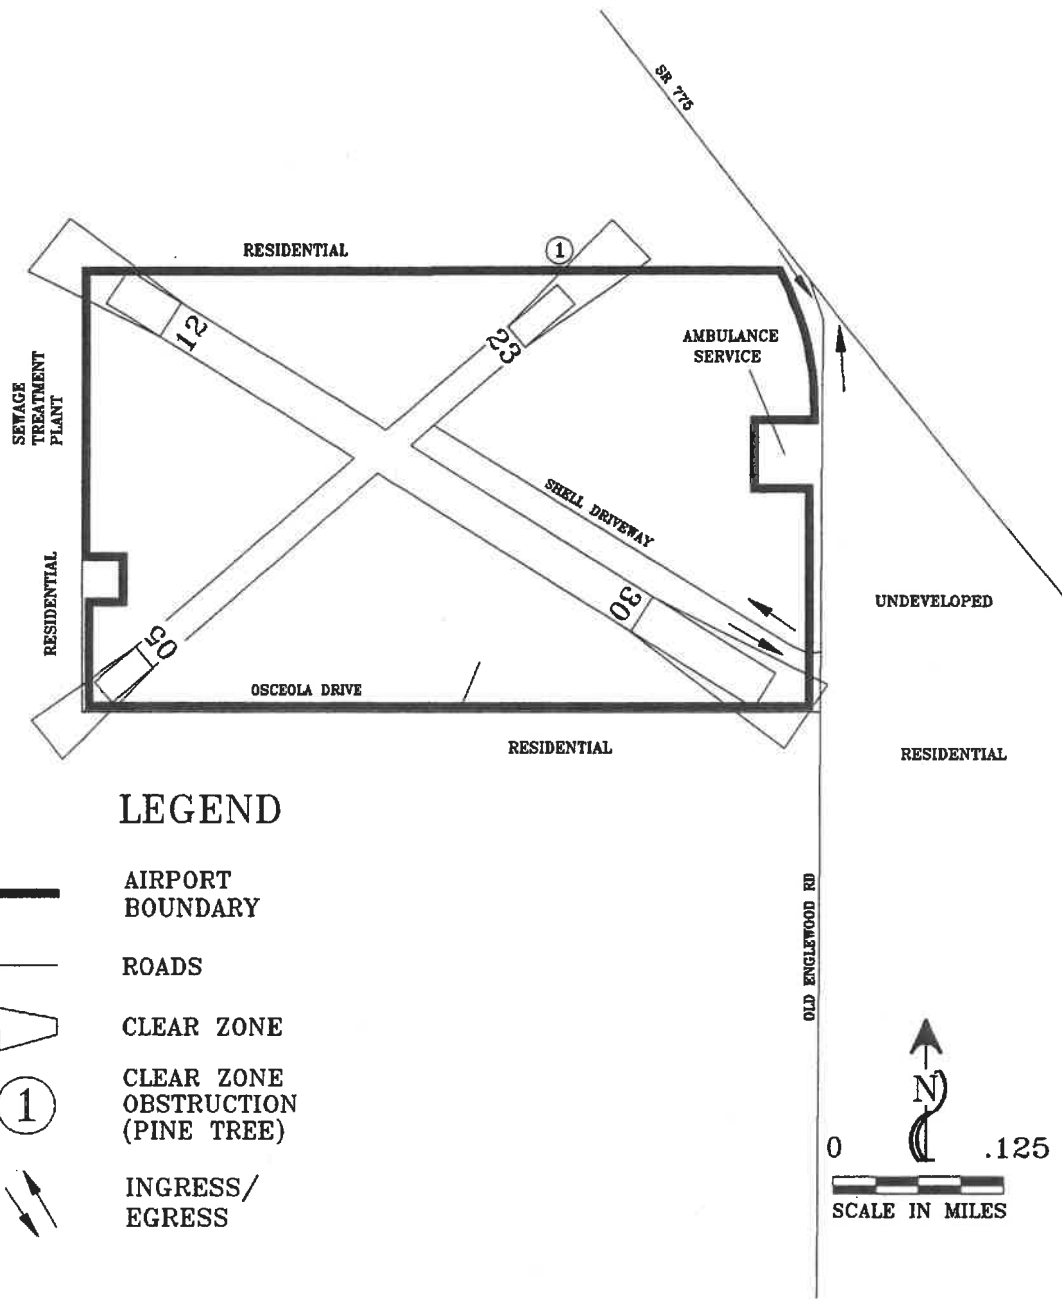 SR 775
RESIDENTIAL
1
12
23
AMBULANCE
SERVICE
SEWAGE
TREATMENT
PLANT
SHELL DRIVEWAY
RESIDENTIAL
30
UNDEVELOPED
05
OSCEOLA DRIVE
RESIDENTIAL
RESIDENTIAL
LEGEND
AIRPORT
BOUNDARY
ROADS
CLEAR ZONE
1
CLEAR ZONE
OBSTRUCTION
(PINE TREE)
INGRESS/
EGRESS
OLD ENGLEWOOD RD
N
0 .125
SCALE IN MILES